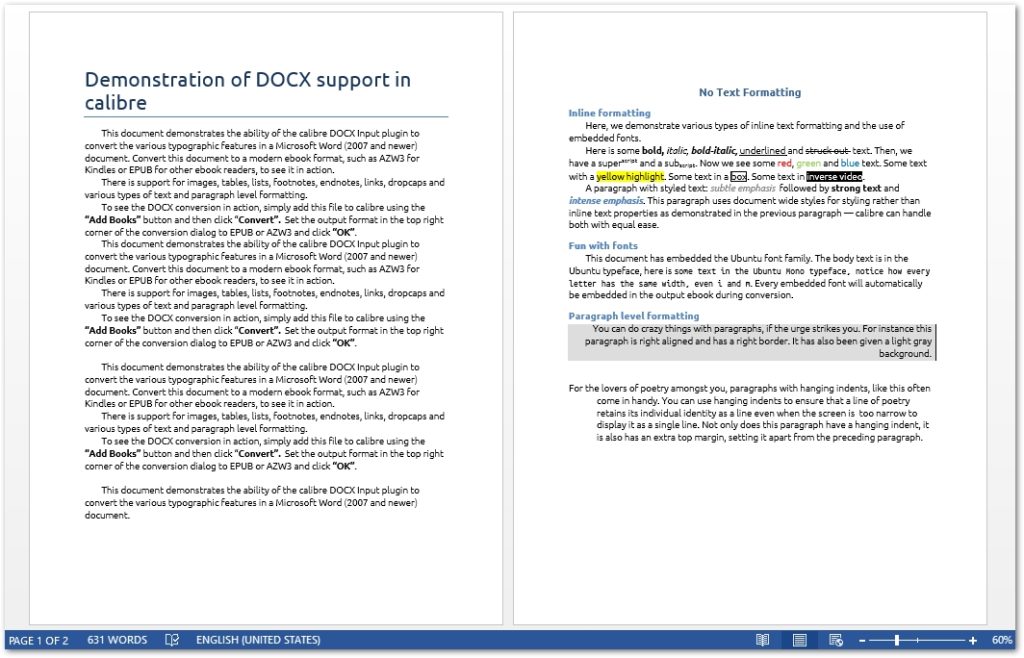 Demonstration of DOCX support in
calibre
This document demonstrates the ability of the calibre DOCX Input plugin to
convert the various typographic features in a Microsoft Word (2007 and newer)
document. Convert this document to a modern ebook format, such as AZW3 for
Kindles or EPUB for other ebook readers, to see it in action.
There is support for images, tables, lists, footnotes, endnotes, links, dropcaps and
various types of text and paragraph level formatting.
To see the DOCX conversion in action, simply add this file to calibre using the
“Add Books” button and then click “Convert”. Set the output format in the top right
corner of the conversion dialog to EPUB or AZW3 and click “OK”.
This document demonstrates the ability of the calibre DOCX Input plugin to
convert the various typographic features in a Microsoft Word (2007 and newer)
document. Convert this document to a modern ebook format, such as AZW3 for
Kindles or EPUB for other ebook readers, to see it in action.
There is support for images, tables, lists, footnotes, endnotes, links, dropcaps and
various types of text and paragraph level formatting.
To see the DOCX conversion in action, simply add this file to calibre using the
“Add Books” button and then click “Convert”. Set the output format in the top right
corner of the conversion dialog to EPUB or AZW3 and click “OK”.
This document demonstrates the ability of the calibre DOCX Input plugin to
convert the various typographic features in a Microsoft Word (2007 and newer)
document. Convert this document to a modern ebook format, such as AZW3 for
Kindles or EPUB for other ebook readers, to see it in action.
There is support for images, tables, lists, footnotes, endnotes, links, dropcaps and
various types of text and paragraph level formatting.
To see the DOCX conversion in action, simply add this file to calibre using the
“Add Books” button and then click “Convert”. Set the output format in the top right
corner of the conversion dialog to EPUB or AZW3 and click “OK”.
This document demonstrates the ability of the calibre DOCX Input plugin to
convert the various typographic features in a Microsoft Word (2007 and newer)
document.
No Text Formatting
Inline formatting
Here, we demonstrate various types of inline text formatting and the use of
embedded fonts.
Here is some bold, italic, bold-italic, underlined and struck out text. Then, we
have a superscript and a subscript. Now we see some red, green and blue text. Some text
with a yellow highlight. Some text in a box. Some text in inverse video.
A paragraph with styled text: subtle emphasis followed by strong text and
intense emphasis. This paragraph uses document wide styles for styling rather than
inline text properties as demonstrated in the previous paragraph — calibre can handle
both with equal ease.
Fun with fonts
This document has embedded the Ubuntu font family. The body text is in the
Ubuntu typeface, here is some text in the Ubuntu Mono typeface, notice how every
letter has the same width, even i and m. Every embedded font will automatically
be embedded in the output ebook during conversion.
Paragraph level formatting
You can do crazy things with paragraphs, if the urge strikes you. For instance this
paragraph is right aligned and has a right border. It has also been given a light gray
background.
For the lovers of poetry amongst you, paragraphs with hanging indents, like this often
come in handy. You can use hanging indents to ensure that a line of poetry
retains its individual identity as a line even when the screen is too narrow to
display it as a single line. Not only does this paragraph have a hanging indent, it
is also has an extra top margin, setting it apart from the preceding paragraph.
PAGE 1 OF 2 631 WORDS ENGLISH (UNITED STATES) 60%